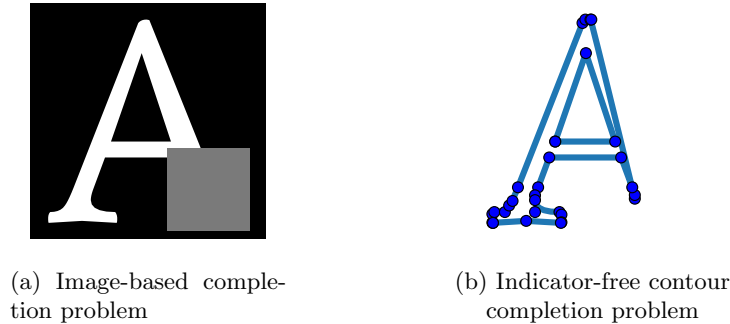 A
(a) Image-based comple-
tion problem
(b) Indicator-free contour
completion problem